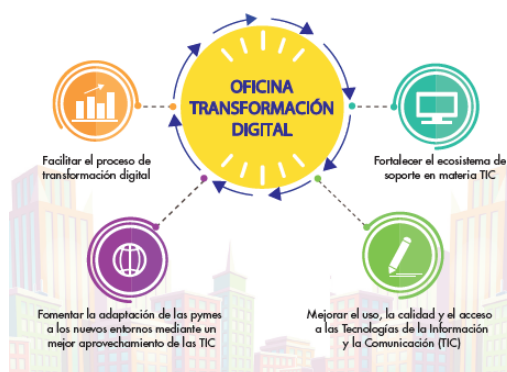 OFICINA
TRANSFORMACIÓN
DIGITAL
Facilitar el proceso de
transformación digital
Fortalecer el ecosistema de
soporte en materia TIC
Fomentar la adaptación de las pymes
a los nuevos entornos mediante un
mejor aprovechamiento de las TIC
Mejorar el uso, la calidad y el acceso
a las Tecnologías de la Información
y la Comunicación (TIC)